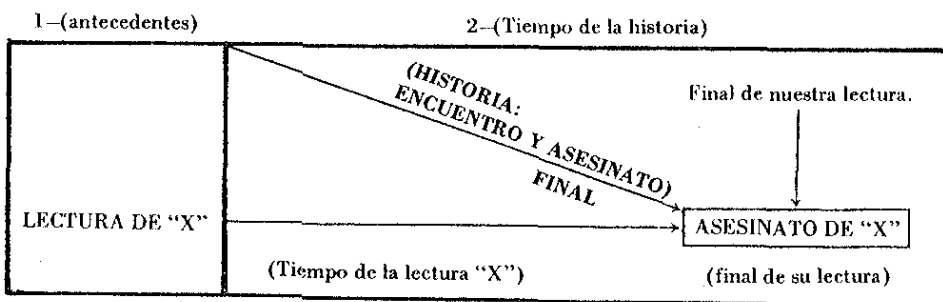 1—(antecedentes)
2—(Tiempo de la historia)
(HISTORIA:
ENCUENTRO Y ASESINATO)
FINAL
Final de nuestra lectura.
LECTURA DE “X”
ASESINATO DE “X”
(Tiempo de la lectura “X”)
(final de su lectura)